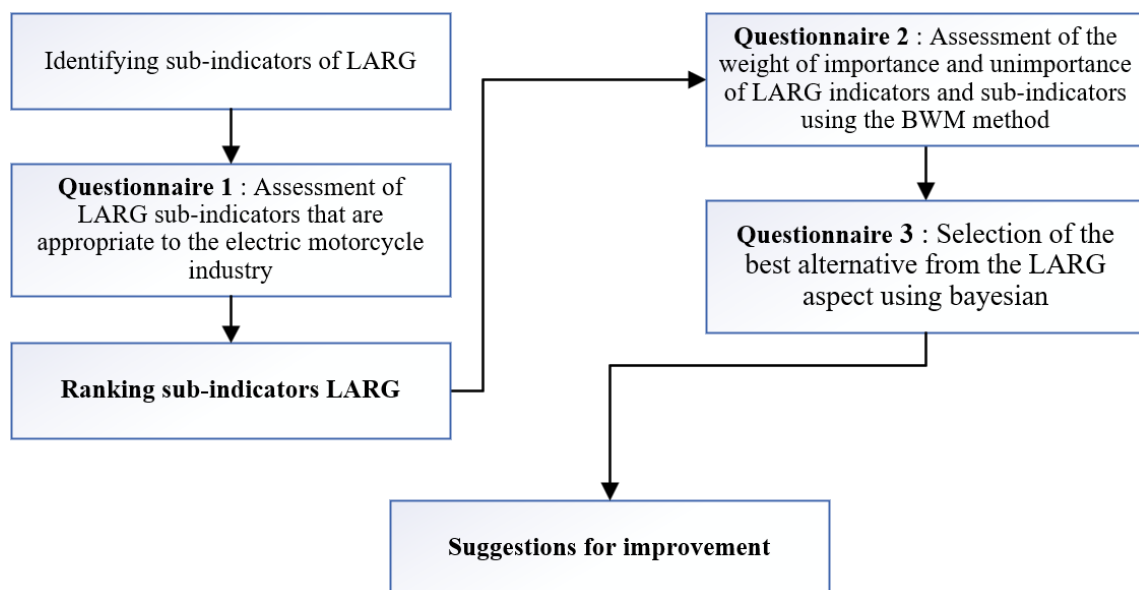 Identifying sub-indicators of LARG
Questionnaire 1 : Assessment of
LARG sub-indicators that are
appropriate to the electric motorcycle
industry
Ranking sub-indicators LARG
Questionnaire 2 : Assessment of the
weight of importance and unimportance
of LARG indicators and sub-indicators
using the BWM method
Questionnaire 3 : Selection of the
best alternative from the LARG
aspect using bayesian
Suggestions for improvement